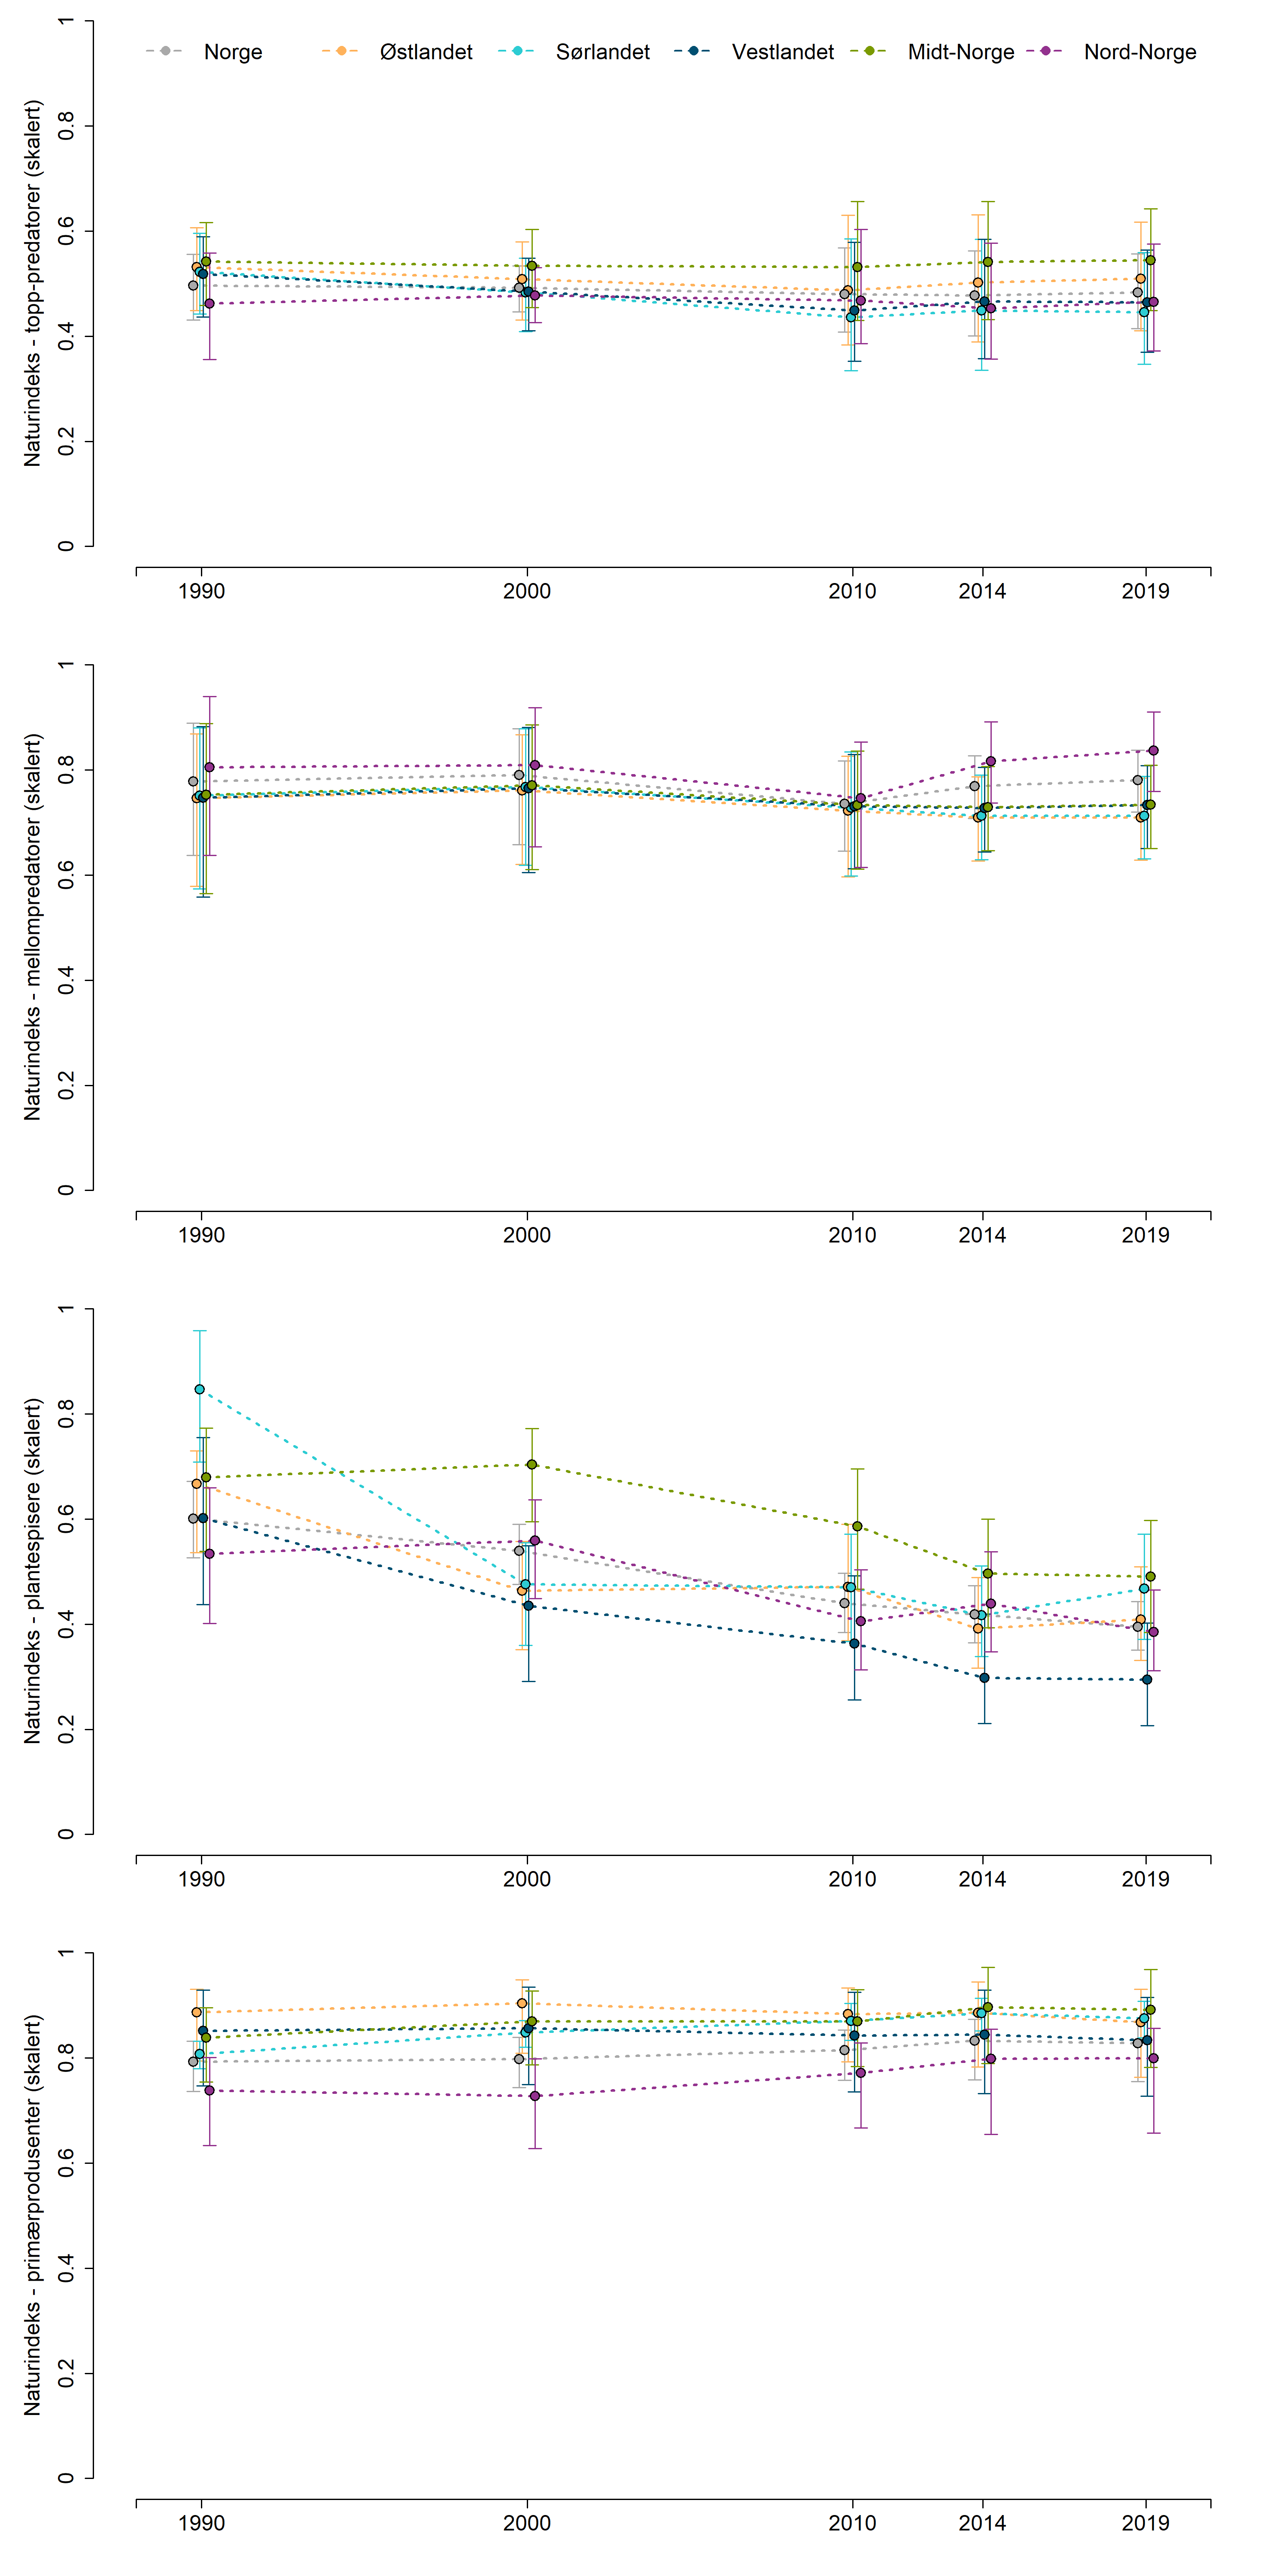 Norge Østlandet Sørlandet Vestlandet Midt-Norge Nord-Norge
Naturindeks - topp-predatorer (skalert)
1
0.8
0.6
0.4
0.2
0
1990 2000 2010 2014 2019
Naturindeks - mellompredatorer (skalert)
1
0.8
0.6
0.4
0.2
0
1990 2000 2010 2014 2019
Naturindeks - plantespisere (skalert)
1
0.8
0.6
0.4
0.2
0
1990 2000 2010 2014 2019
Naturindeks - primærprodusenter (skalert)
1
0.8
0.6
0.4
0.2
0
1990 2000 2010 2014 2019